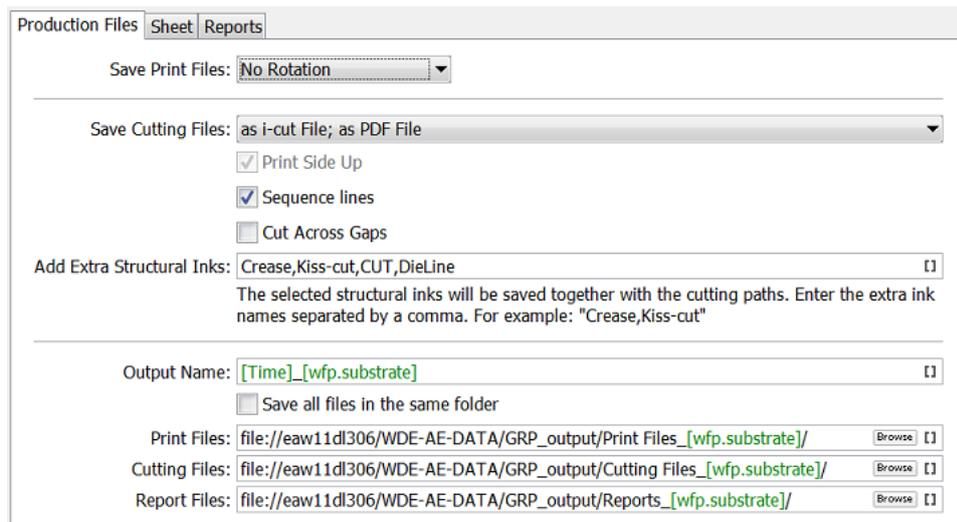 Production Files Sheet Reports
Save Print Files: No Rotation
Save Cutting Files: as i-cut File; as PDF File
Print Side Up
Sequence lines
Cut Across Gaps
Add Extra Structural Inks: Crease,Kiss-cut,CUT,DieLine []
The selected structural inks will be saved together with the cutting paths. Enter the extra ink
names separated by a comma. For example: "Crease,Kiss-cut"
Output Name: [Time]_[wfp.substrate] []
Save all files in the same folder
Print Files: file://eaw11dl306/WDE-AE-DATA/GRP_output/Print Files_[wfp.substrate]/ Browse []
Cutting Files: file://eaw11dl306/WDE-AE-DATA/GRP_output/Cutting Files_[wfp.substrate]/ Browse []
Report Files: file://eaw11dl306/WDE-AE-DATA/GRP_output/Reports_[wfp.substrate]/ Browse []